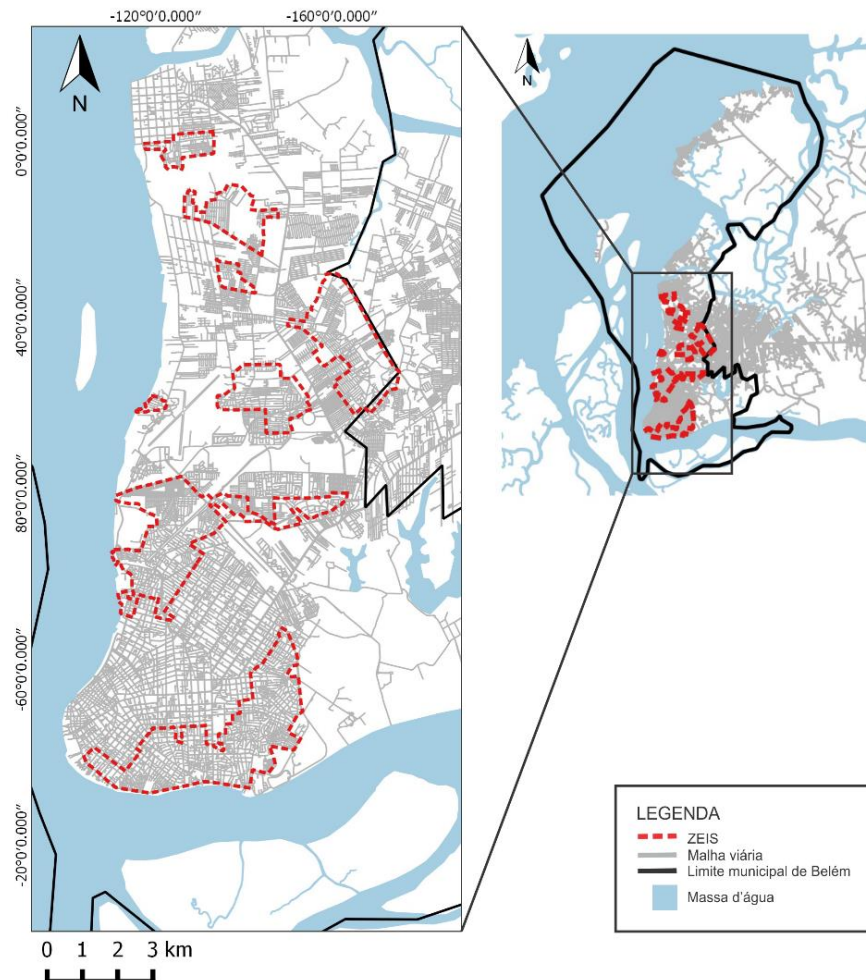 -120°0'0.000" -160°0'0.000"
N
N
0°0'0.000"
40°0'0.000"
80°0'0.000"
-60°0'0.000"
-20°0'0.000"
0 1 2 3 km
LEGENDA
ZEIS
Malha viária
Limite municipal de Belém
Massa d'água